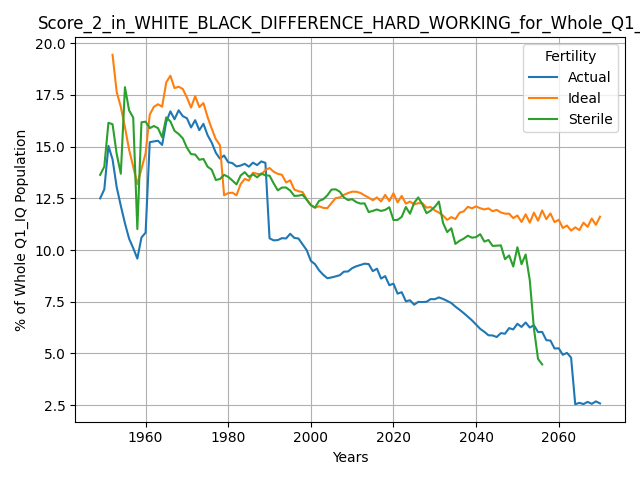 Score_2_in_WHITE_BLACK_DIFFERENCE_HARD_WORKING_for_Whole_Q1_
Fertility
Actual
Ideal
Sterile
% of Whole Q1_IQ Population
20.0
17.5
15.0
12.5
10.0
7.5
5.0
2.5
1960 1980 2000 2020 2040 2060
Years